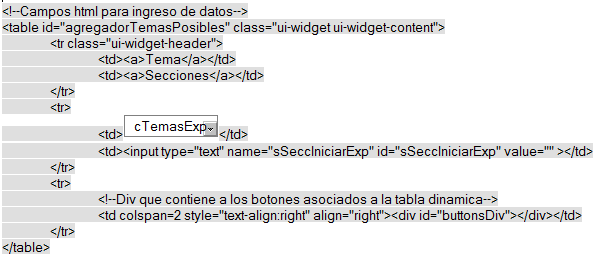 <!--Campos html para ingreso de datos-->
<table id="agregadorTemasPosibles" class="ui-widget ui-widget-content">
<tr class="ui-widget-header">
<td><a>Tema</a></td>
<td><a>Secciones</a></td>
</tr>
<tr>
<td> cTemasExp </td>
<td><input type="text" name="sSeccIniciarExp" id="sSeccIniciarExp" value="" ></td>
</tr>
<tr>
<!--Div que contiene a los botones asociados a la tabla dinamica-->
<td colspan=2 style="text-align:right" align="right"><div id="buttonsDiv"></div></td>
</tr>
</table>